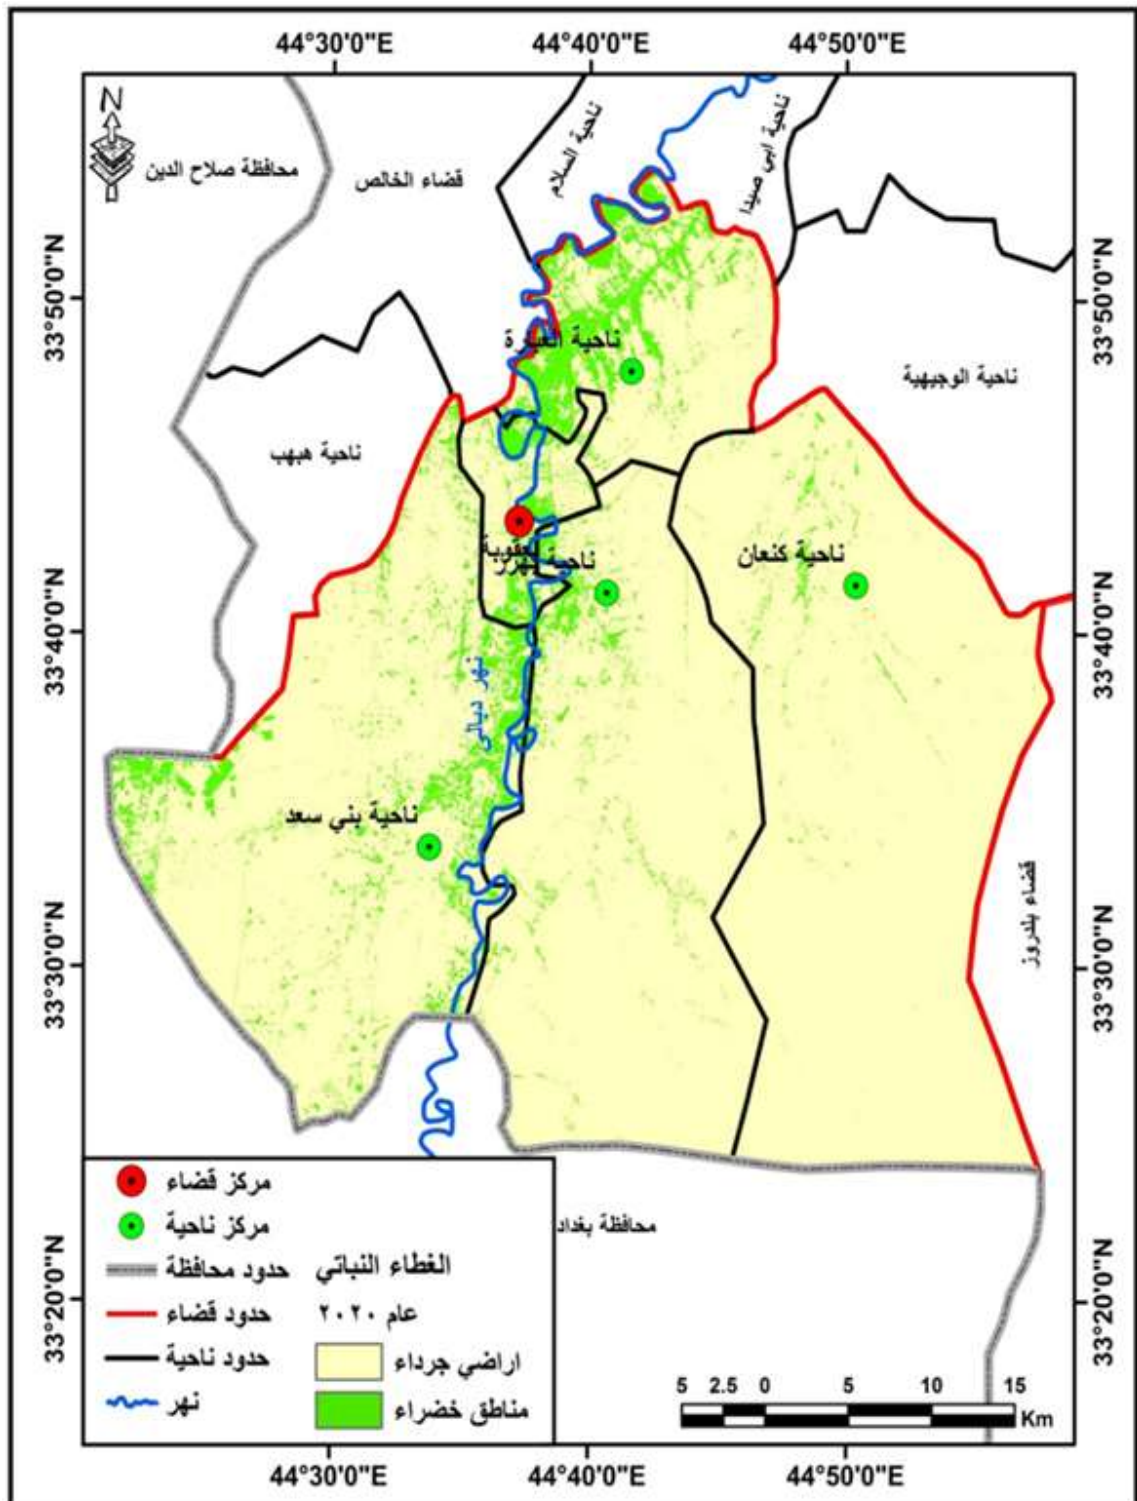 44°30'0"E 44°40'0"E 44°50'0"E
N
محافظة صلاح الدين
قضاء الخالص
ناحية السلام
ناحية ابي صيدا
33°50'0"N
33°50'0"N
ناحية العبارة
ناحية الوجيهية
ناحية هبهب
بعقوبة
ناحية بهرز
ناحية كنعان
33°40'0"N
33°40'0"N
نهر ديالى
ناحية بني سعد
قضاء بلدروز
33°30'0"N
33°30'0"N
محافظة بغداد
مركز قضاء
مركز ناحية
حدود محافظة
حدود قضاء
حدود ناحية
نهر
الغطاء النباتي
عام ٢٠٢٠
اراضي جرداء
مناطق خضراء
33°20'0"N
33°20'0"N
5 2.5 0 5 10 15
Km
44°30'0"E 44°40'0"E 44°50'0"E